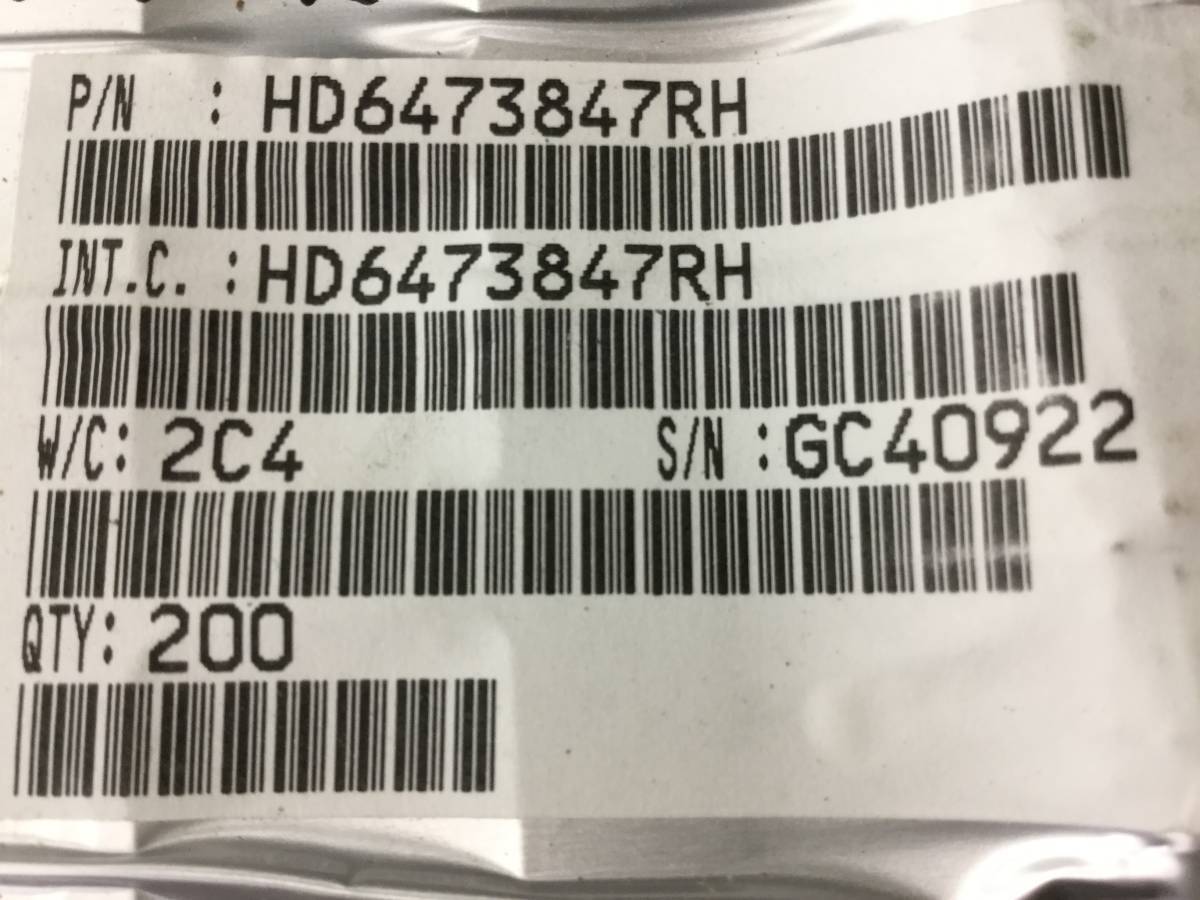 P/N : HD6473847RH
INT.C. : HD6473847RH
W/C: 2C4 S/N :GC40922
QTY: 200